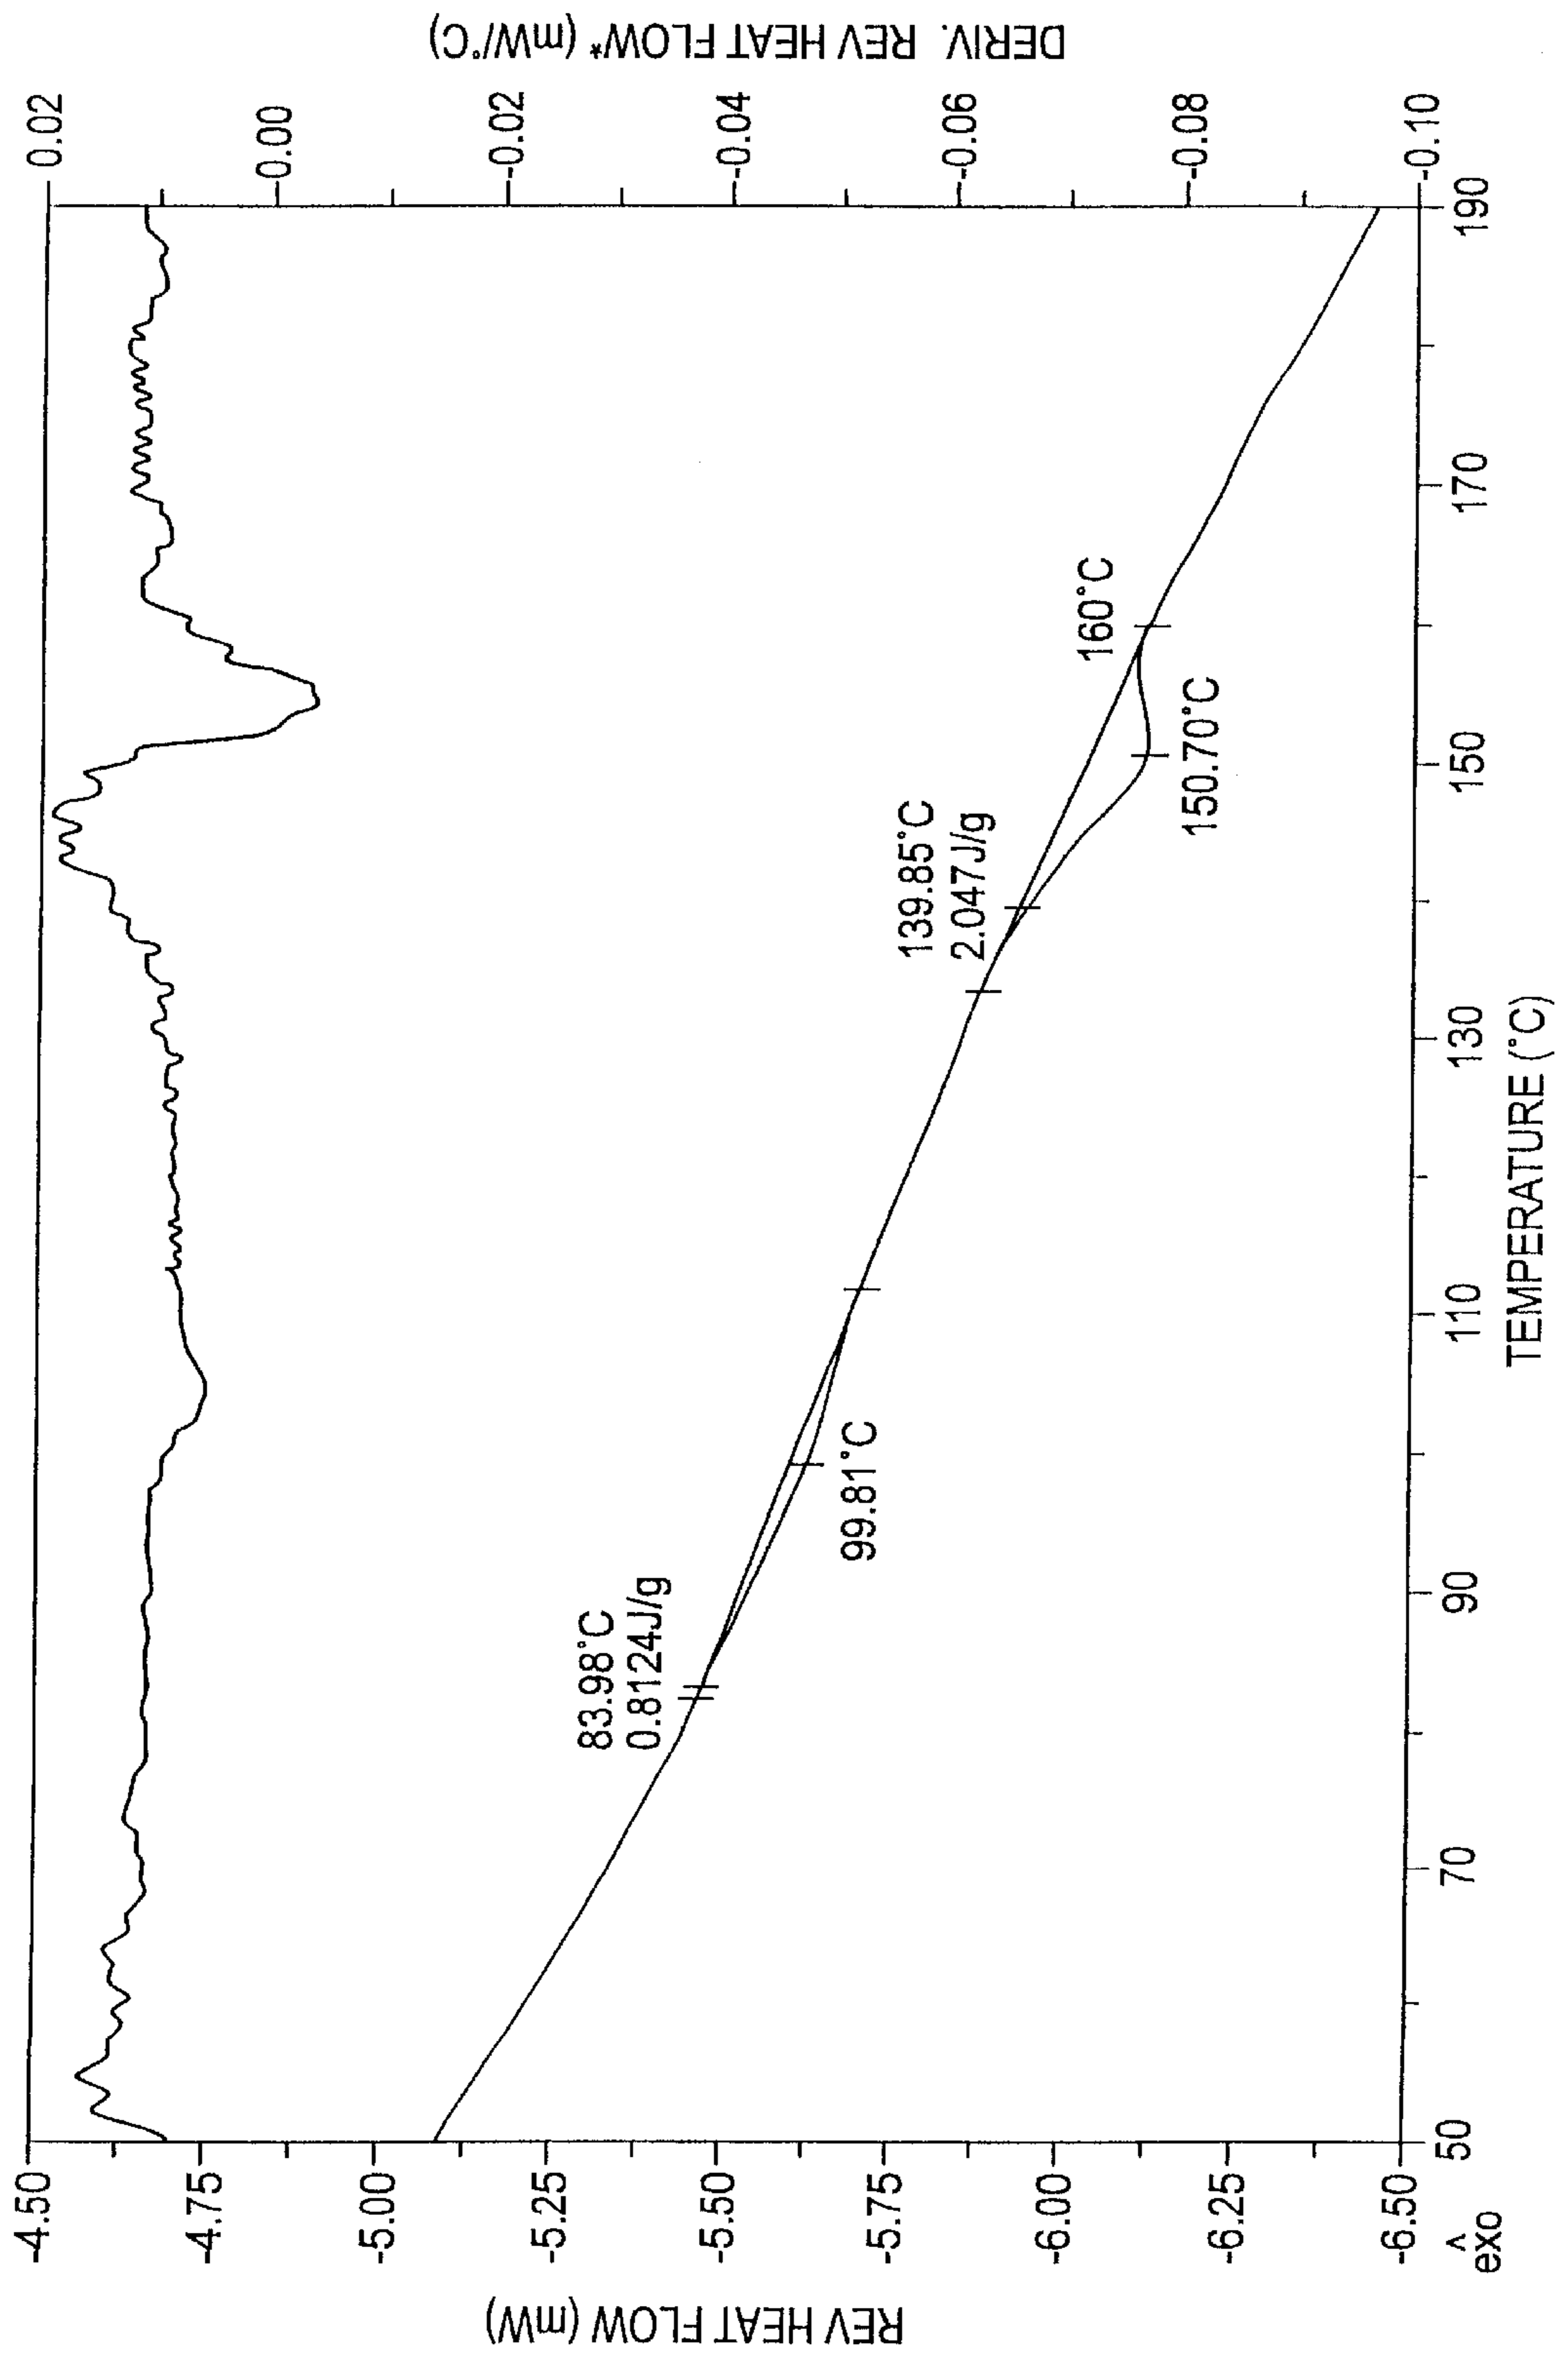 REV HEAT FLOW (mW)
-4.50
-4.75
-5.00
-5.25
-5.50
-5.75
-6.00
-6.25
-6.50
^
exo
83.98°C
0.8124J/g
99.81°C
139.85°C
2.047J/g
150.70°C
160°C
50
70
90
110
130
150
170
190
TEMPERATURE (°C)
0.02
0.00
-0.02
-0.04
-0.06
-0.08
-0.10
DERIV. REV HEAT FLOW* (mW/°C)